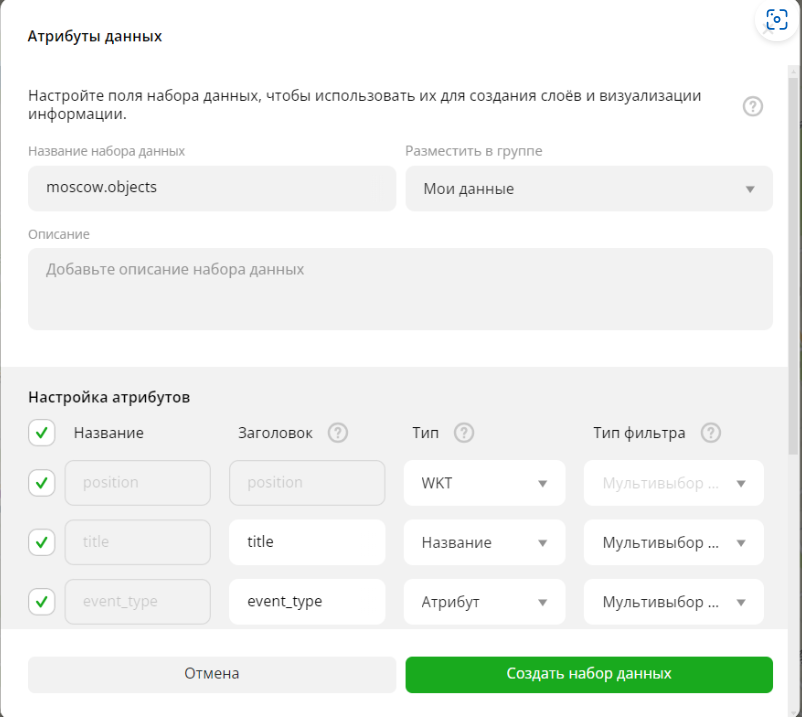 Атрибуты данных
Настройте поля набора данных, чтобы использовать их для создания слоёв и визуализации
информации.
?
Название набора данных
Разместить в группе
moscow.objects
Мои данные
Описание
Добавьте описание набора данных
Настройка атрибутов
Название Заголовок ? Тип ? Тип фильтра ?
position position WKT Мультивыбор ...
title title Название Мультивыбор ...
event_type event_type Атрибут Мультивыбор ...
Отмена Создать набор данных